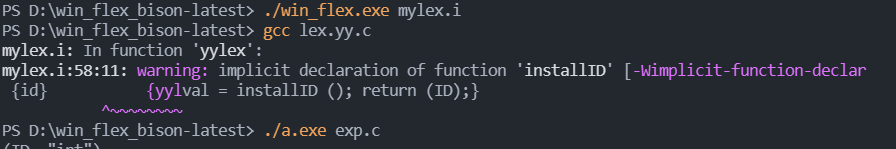 PS D:\win_flex_bison-latest> ./win_flex.exe mylex.i
PS D:\win_flex_bison-latest> gcc lex.yy.c
mylex.i: In function 'yylex':
mylex.i:58:11: warning: implicit declaration of function 'installID' [-Wimplicit-function-declar
{id}           {yylval = installID (); return (ID);}
^~~~~~~~~
PS D:\win_flex_bison-latest> ./a.exe exp.c
(ID, "int")